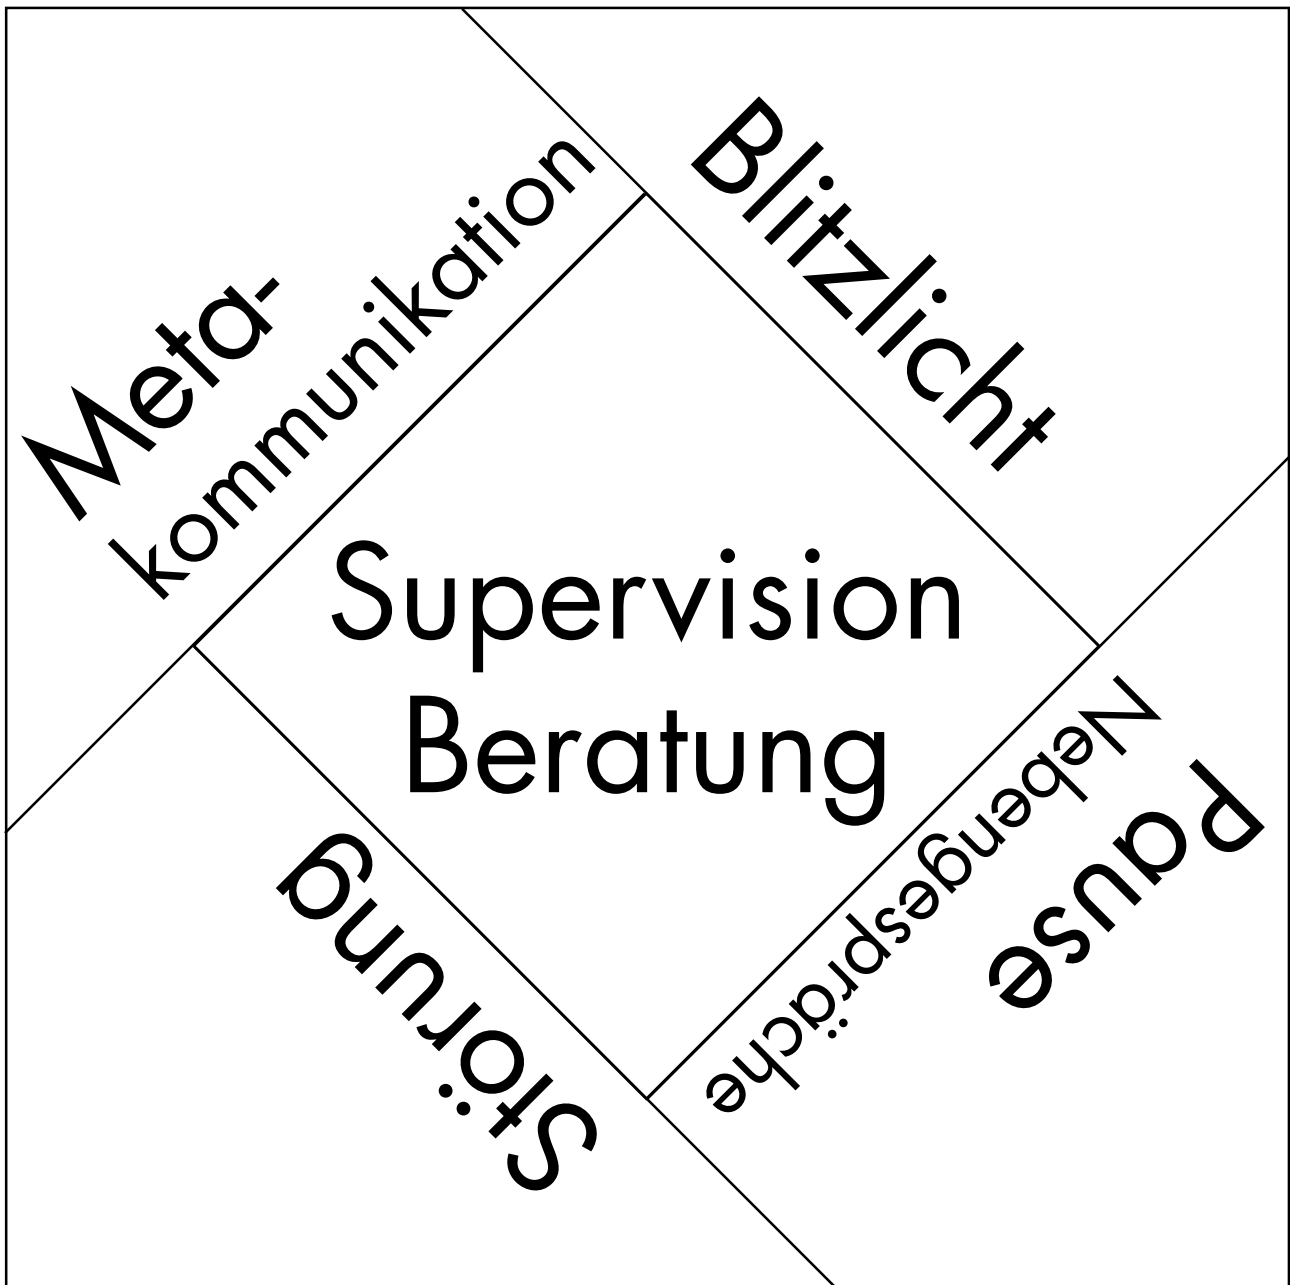 Meta-
kommunikation
Blitzlicht
Supervision
Beratung
Störung
Pause
Nebengespräche